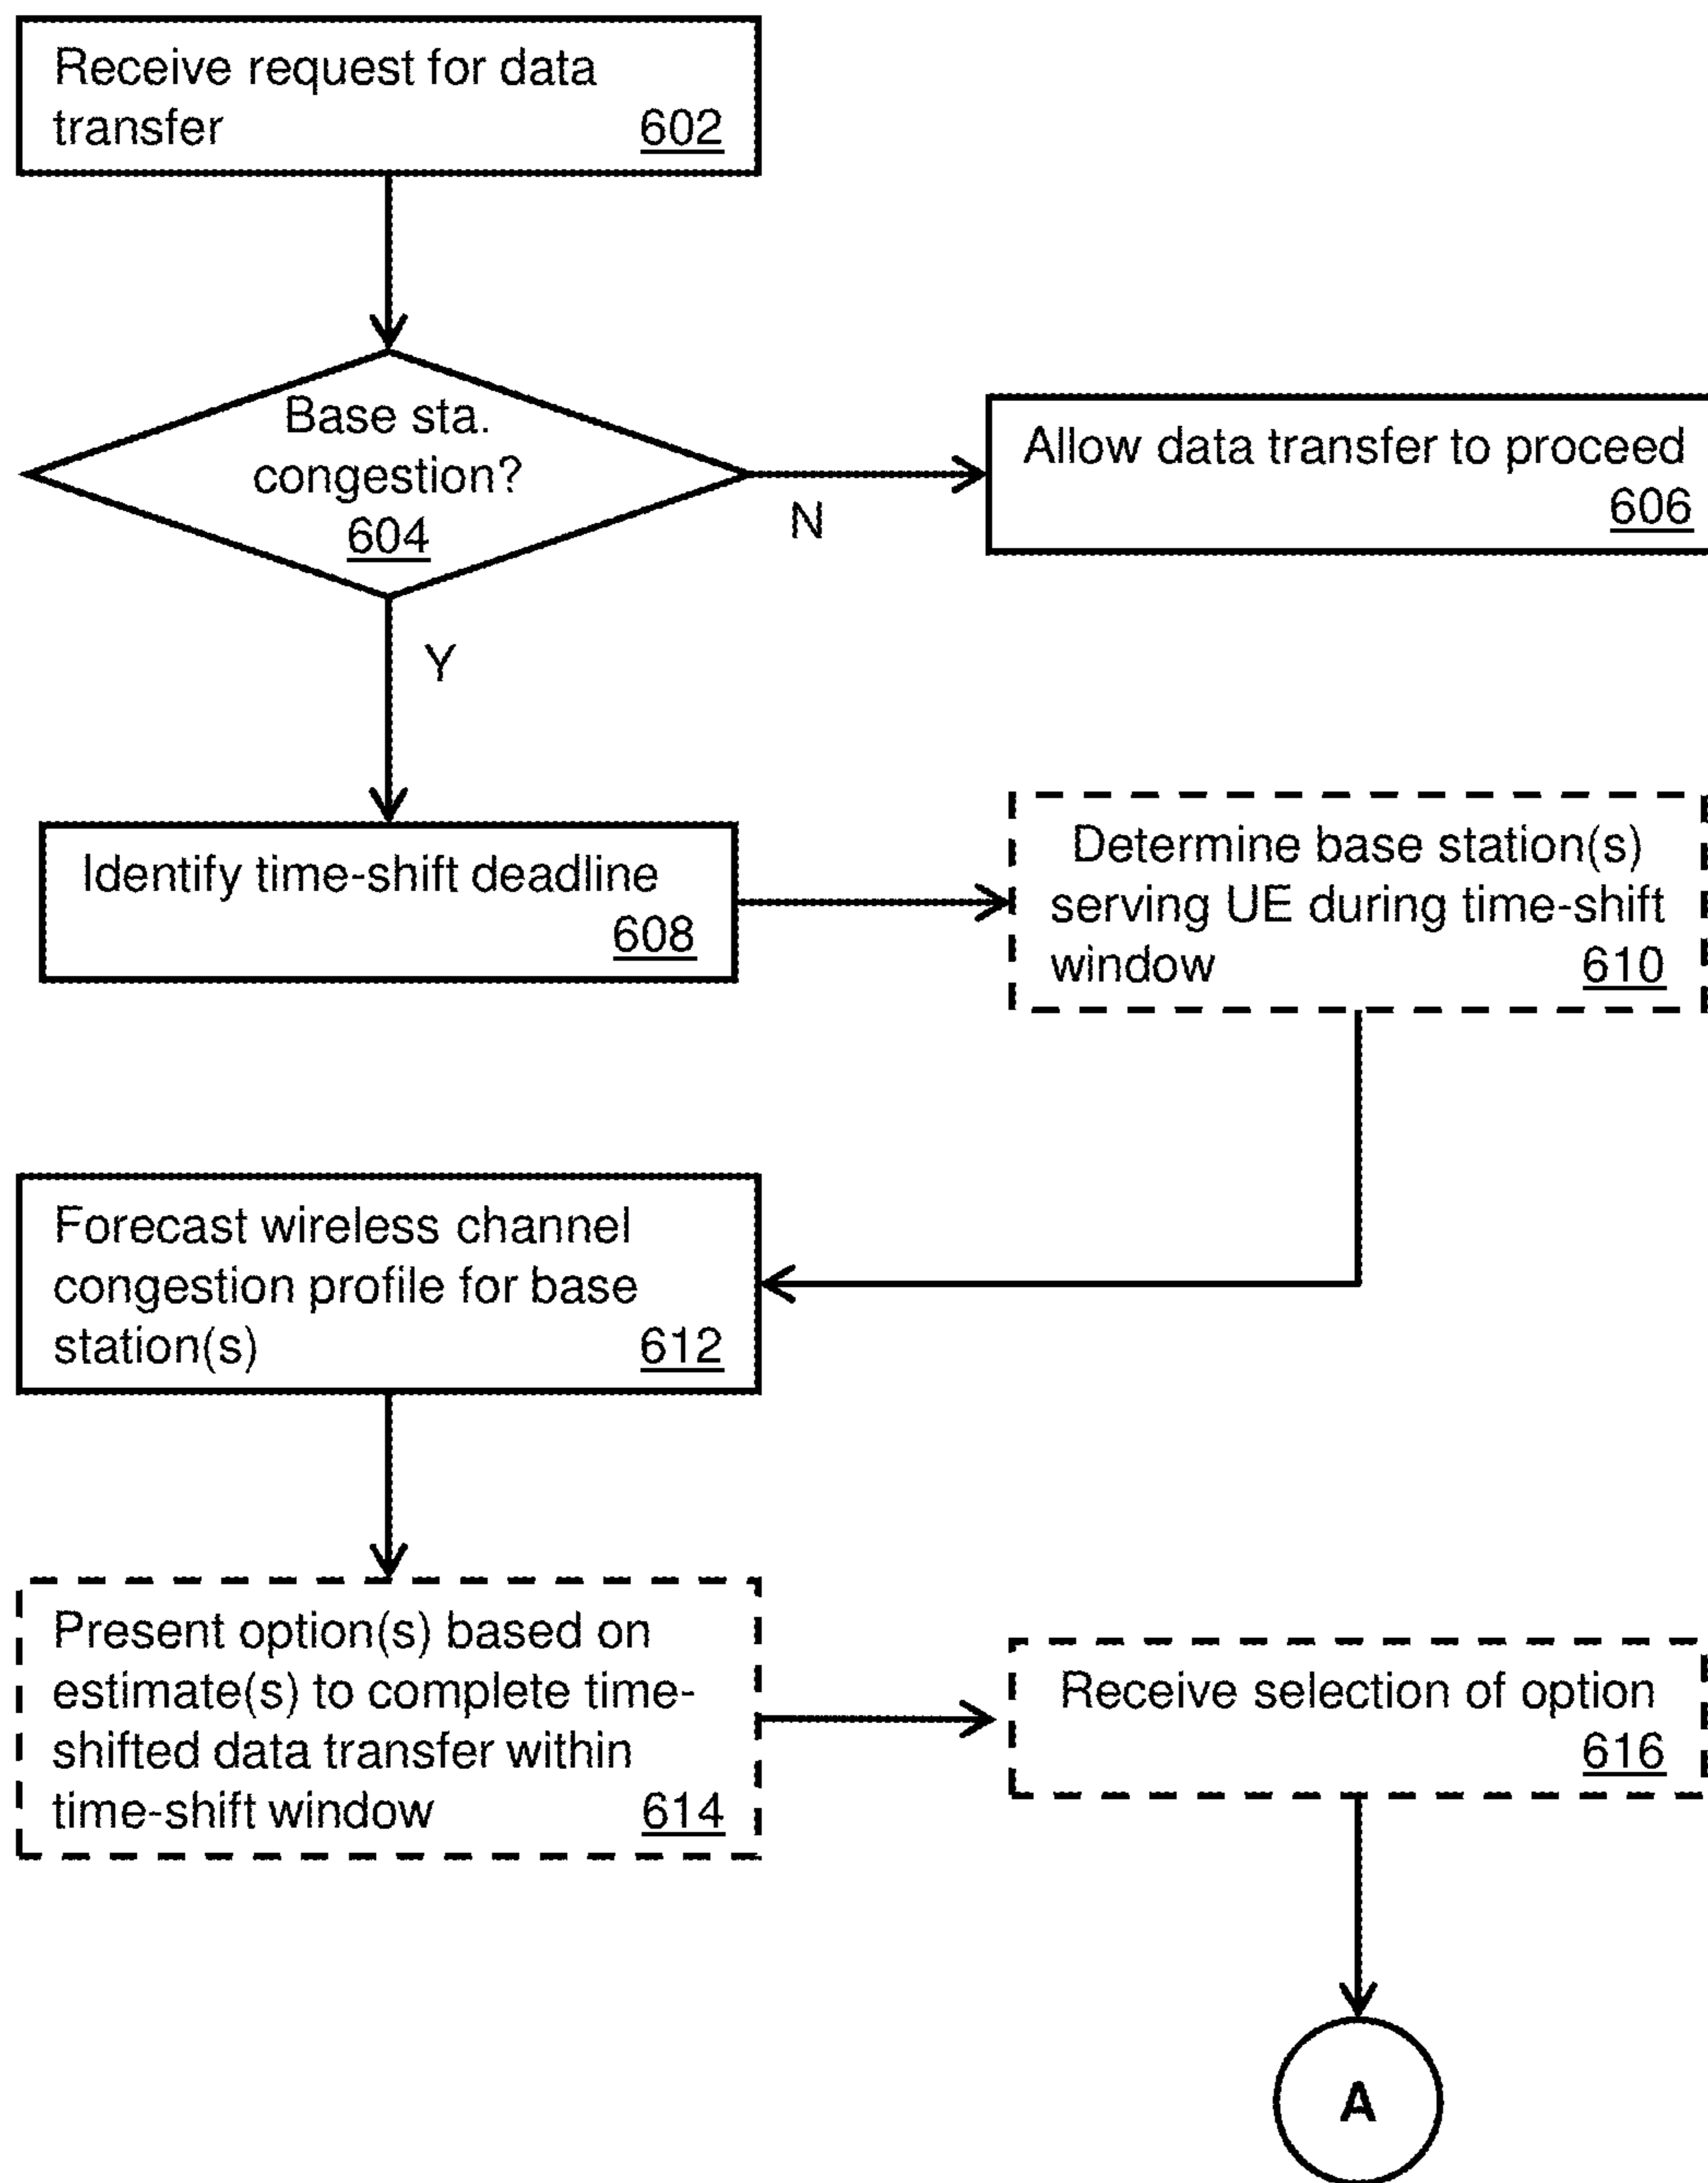 Receive request for data
transfer 602
Base sta.
congestion?
604
N
Allow data transfer to proceed
606
Y
Identify time-shift deadline
608
Determine base station(s)
serving UE during time-shift
window 610
Forecast wireless channel
congestion profile for base
station(s) 612
Present option(s) based on
estimate(s) to complete time-
shifted data transfer within
time-shift window 614
Receive selection of option
616
A